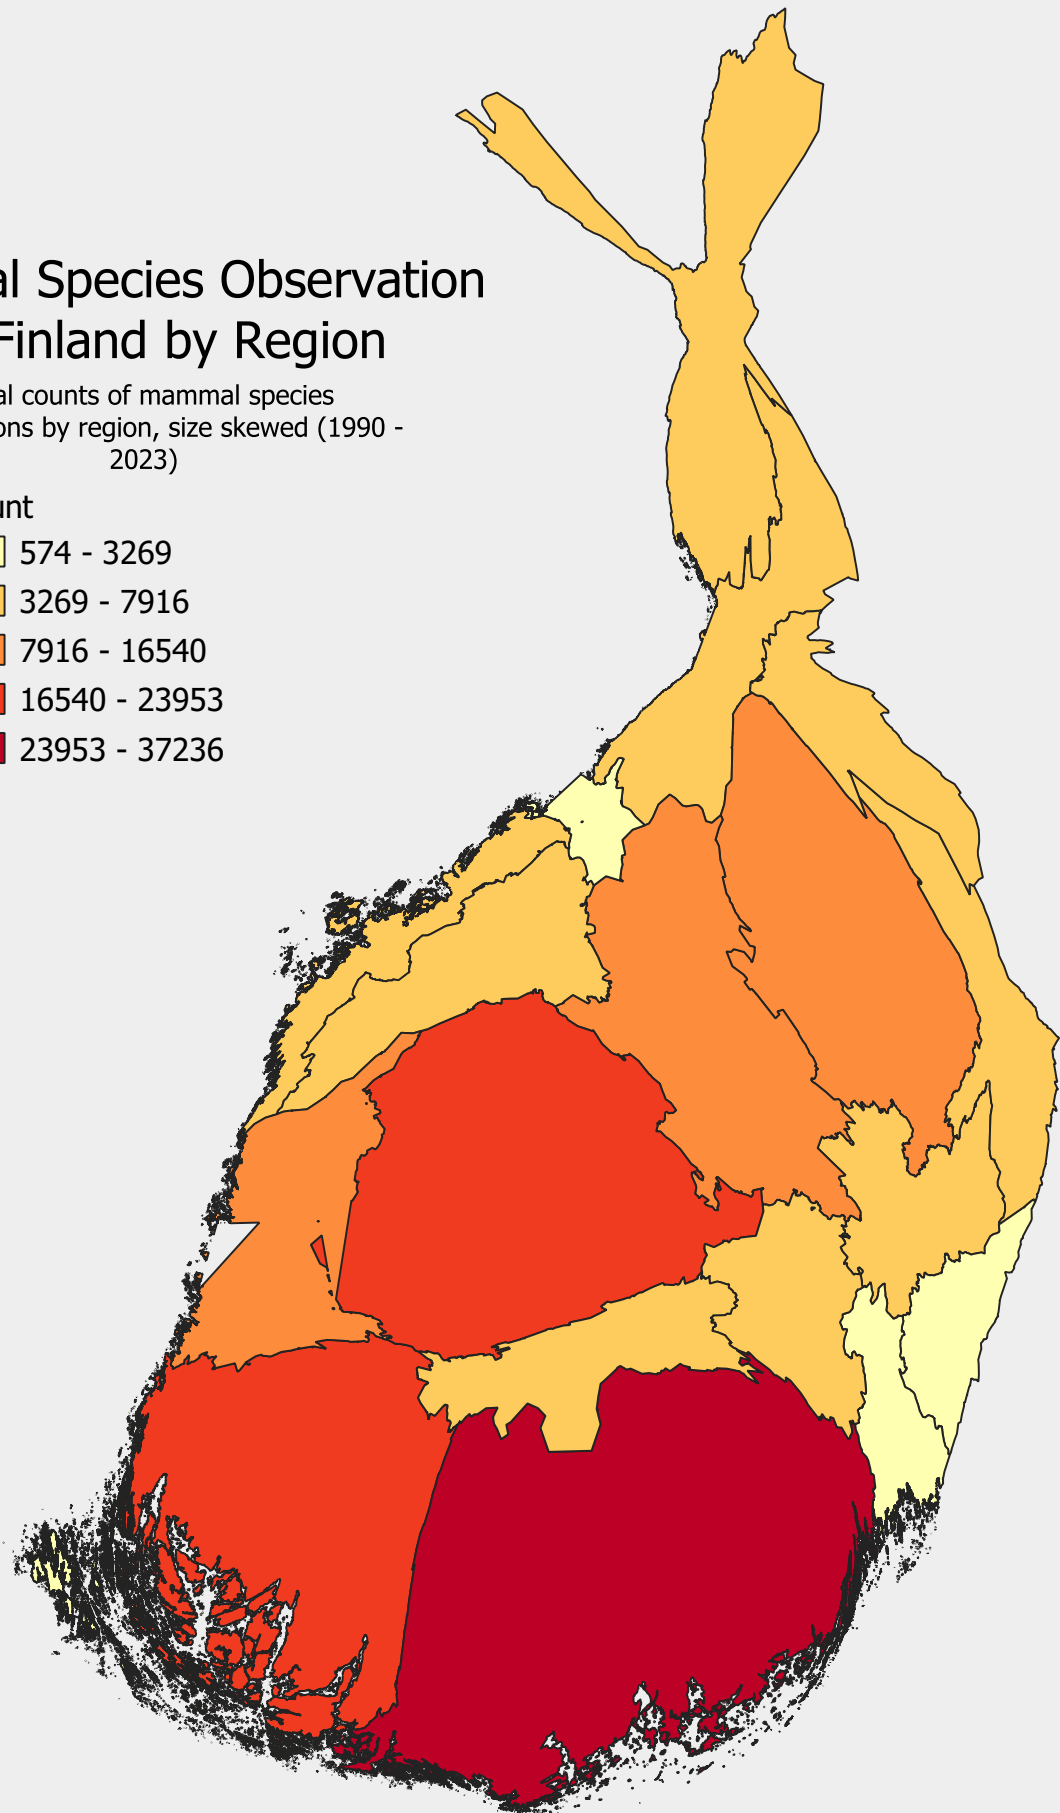 al Species Observation
Finland by Region
al counts of mammal species
ons by region, size skewed (1990 -
2023)
unt
574 - 3269
3269 - 7916
7916 - 16540
16540 - 23953
23953 - 37236